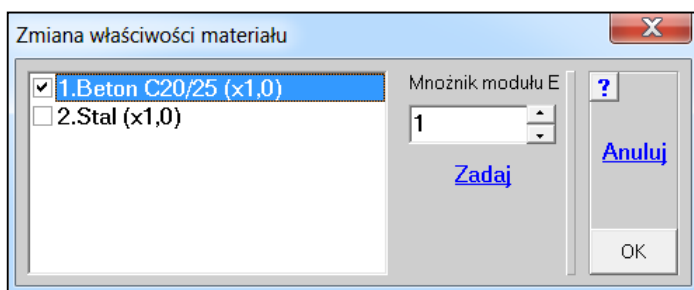 Zmiana właściwości materiału
X
1.Beton C20/25 (x1,0)
2.Stal (x1,0)
Mnożnik modułu E
1
Zadaj
?
Anuluj
OK